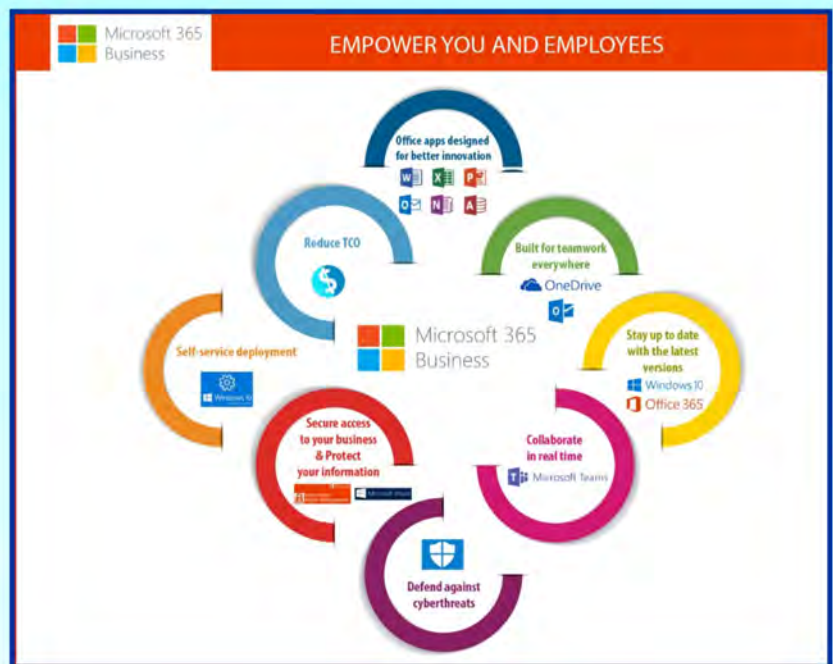 Microsoft 365
Business
EMPOWER YOU AND EMPLOYEES
Office apps designed
for better innovation
W X P
O N A
Reduce TCO
$
Built for teamwork
everywhere
OneDrive
O
Self-service deployment
Windows 10
Microsoft 365
Business
Stay up to date
with the latest
versions
Windows 10
Office 365
Secure access
to your business
& Protect
your information
Collaborate
in real time
T Microsoft Teams
Defend against
cyberthreats